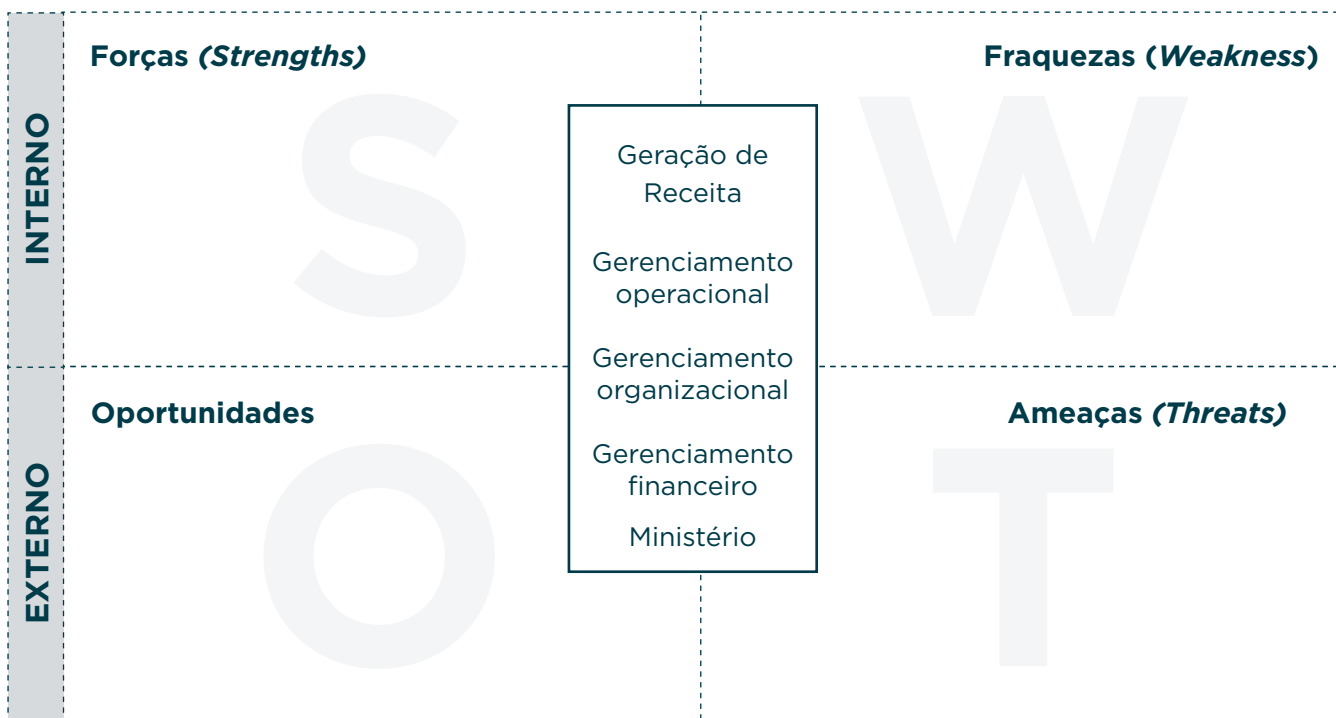 Forças (Strengths)
Fraquezas (Weakness)
INTERNO
S
W
Geração de
Receita
Gerenciamento
operacional
Gerenciamento
organizacional
Gerenciamento
financeiro
Ministério
Oportunidades
Ameaças (Threats)
EXTERNO
O
T